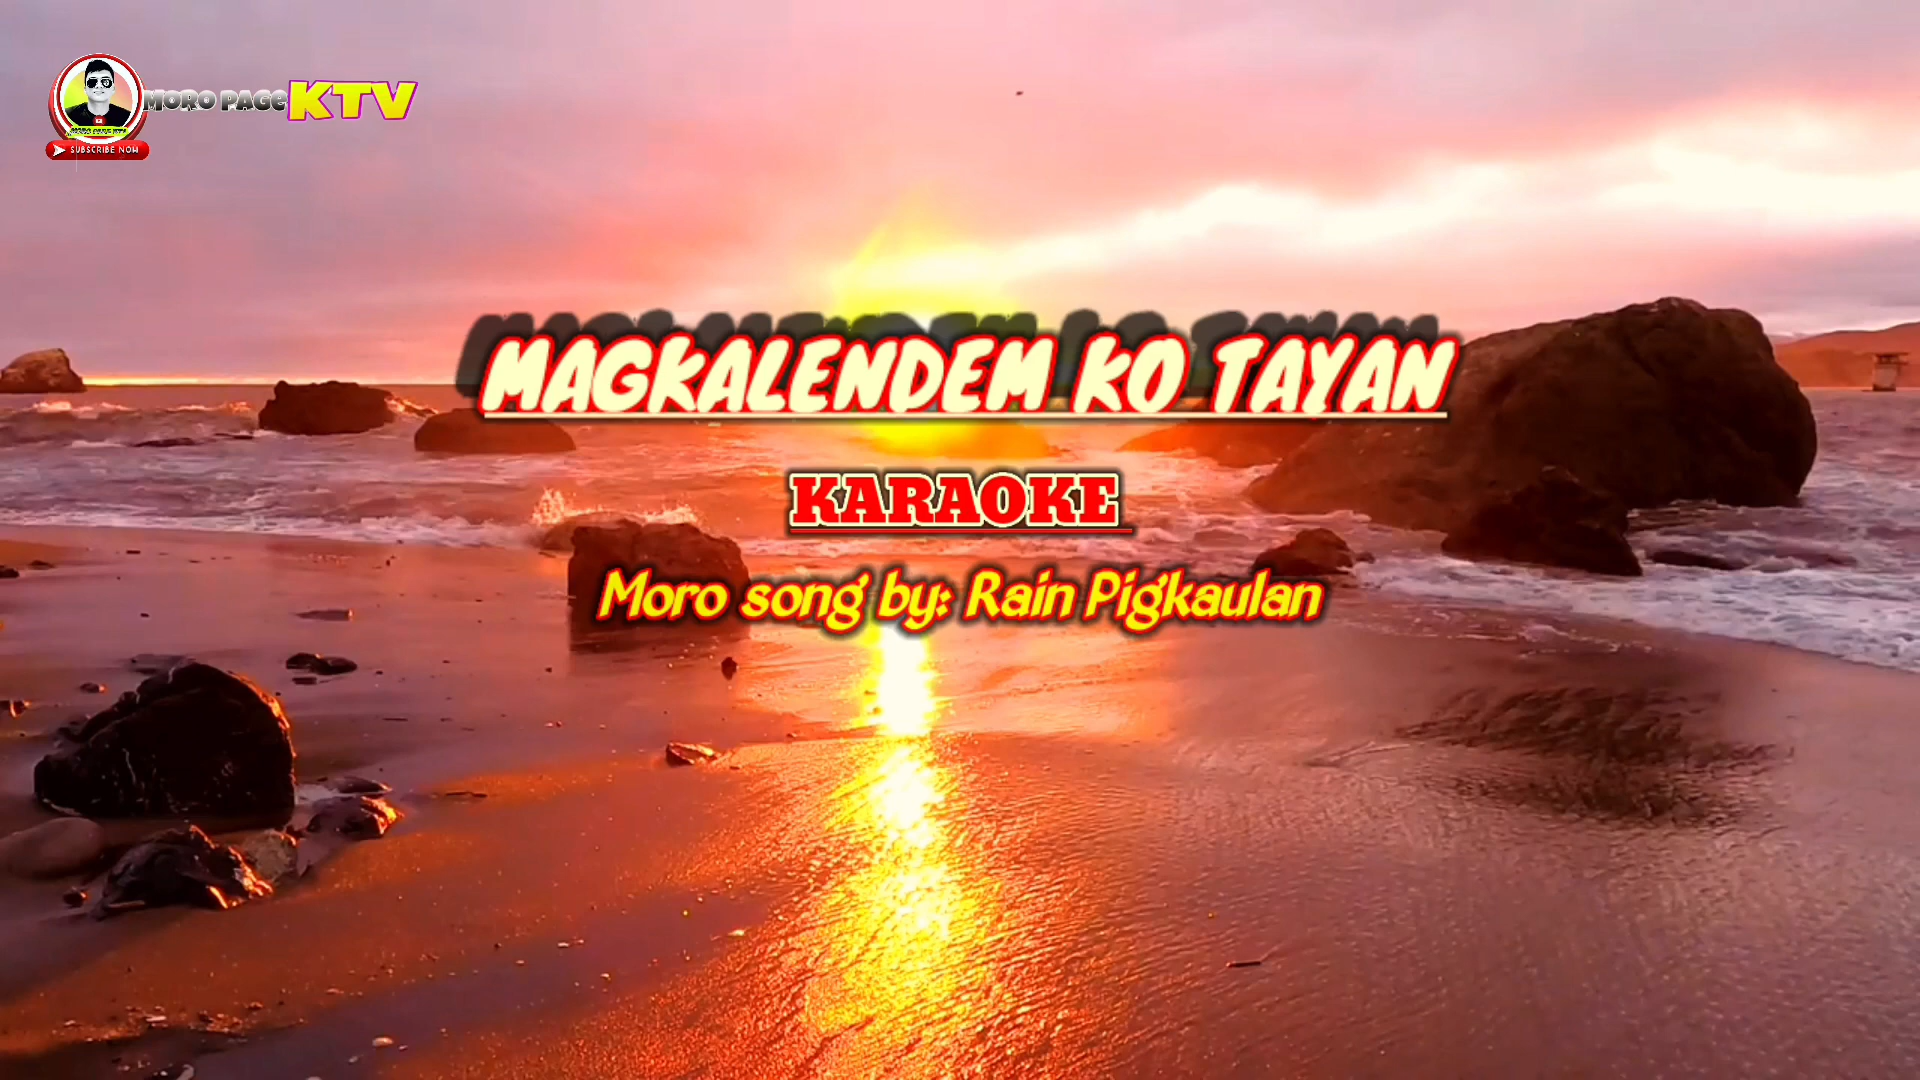 MORO PAGE KTV
SUBSCRIBE NOW
MAGKALENDEM KO TAYAN
KARAOKE
Moro song by: Rain Pigkaulan